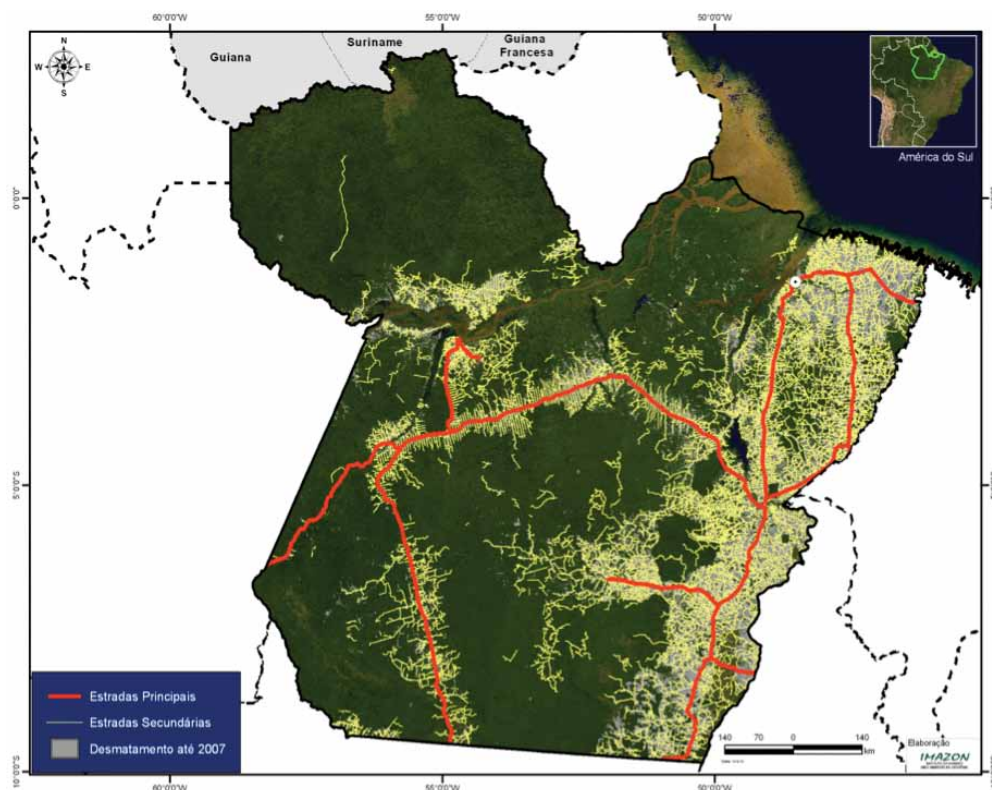 60°0'0"W
55°0'0"W
50°0'0"W
N
W
E
S
Guiana
Suriname
Guiana
Francesa
América do Sul
0°0'0"
5°0'0"S
10°0'0"S
Estradas Principais
Estradas Secundárias
Desmatamento até 2007
140
70
0
140
km
Elaboração
IMAZON
60°0'0"W
55°0'0"W
50°0'0"W